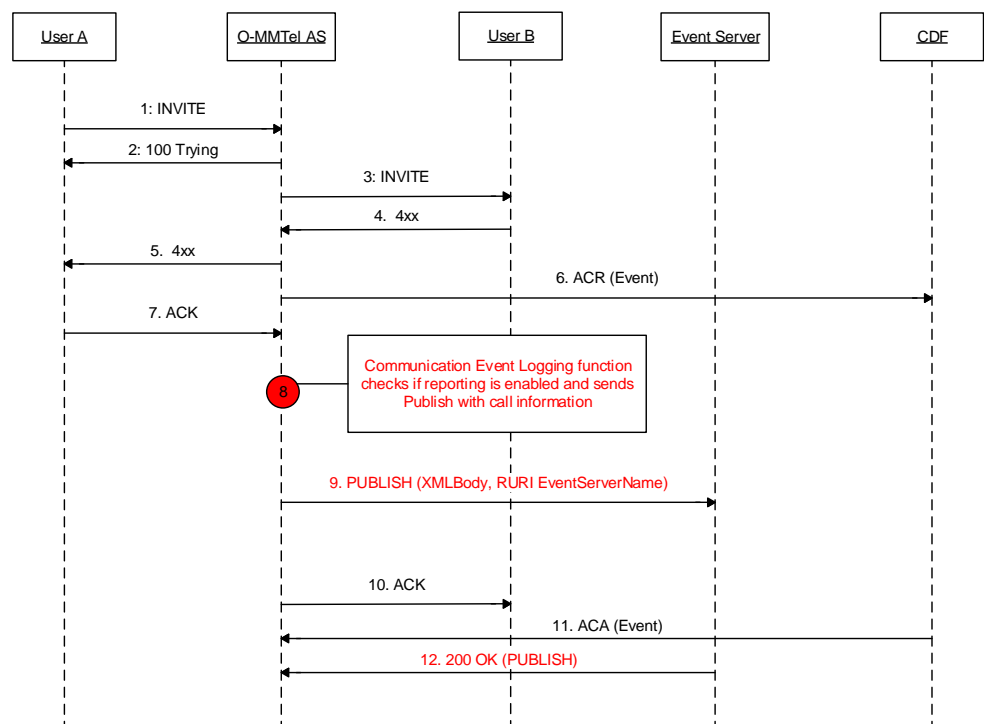 User A
O-MMTel AS
User B
Event Server
CDF
1: INVITE
2: 100 Trying
3: INVITE
4. 4xx
5. 4xx
6. ACR (Event)
7. ACK
Communication Event Logging function
checks if reporting is enabled and sends
Publish with call information
8
9. PUBLISH (XMLBody, RURI EventServerName)
10. ACK
11. ACA (Event)
12. 200 OK (PUBLISH)